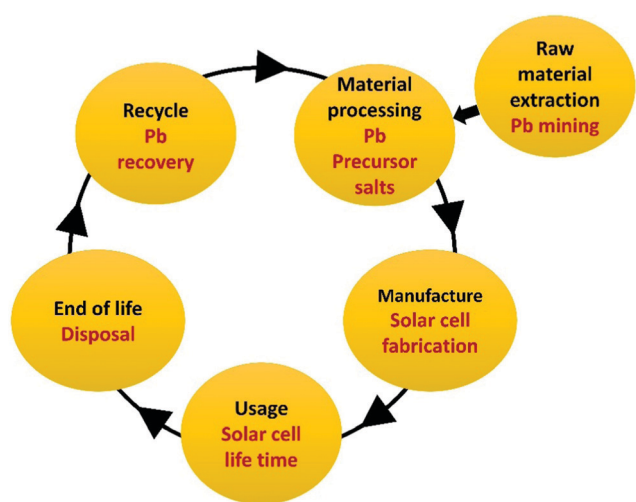 Raw
material
extraction
Pb mining
Material
processing
Pb
Precursor
salts
Manufacture
Solar cell
fabrication
Usage
Solar cell
life time
End of life
Disposal
Recycle
Pb
recovery